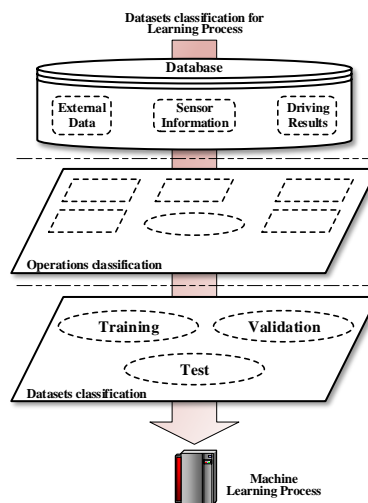 Datasets classification for
Learning Process
Database
External
Data
Sensor
Information
Driving
Results
Operations classification
Training
Validation
Test
Datasets classification
Machine
Learning Process